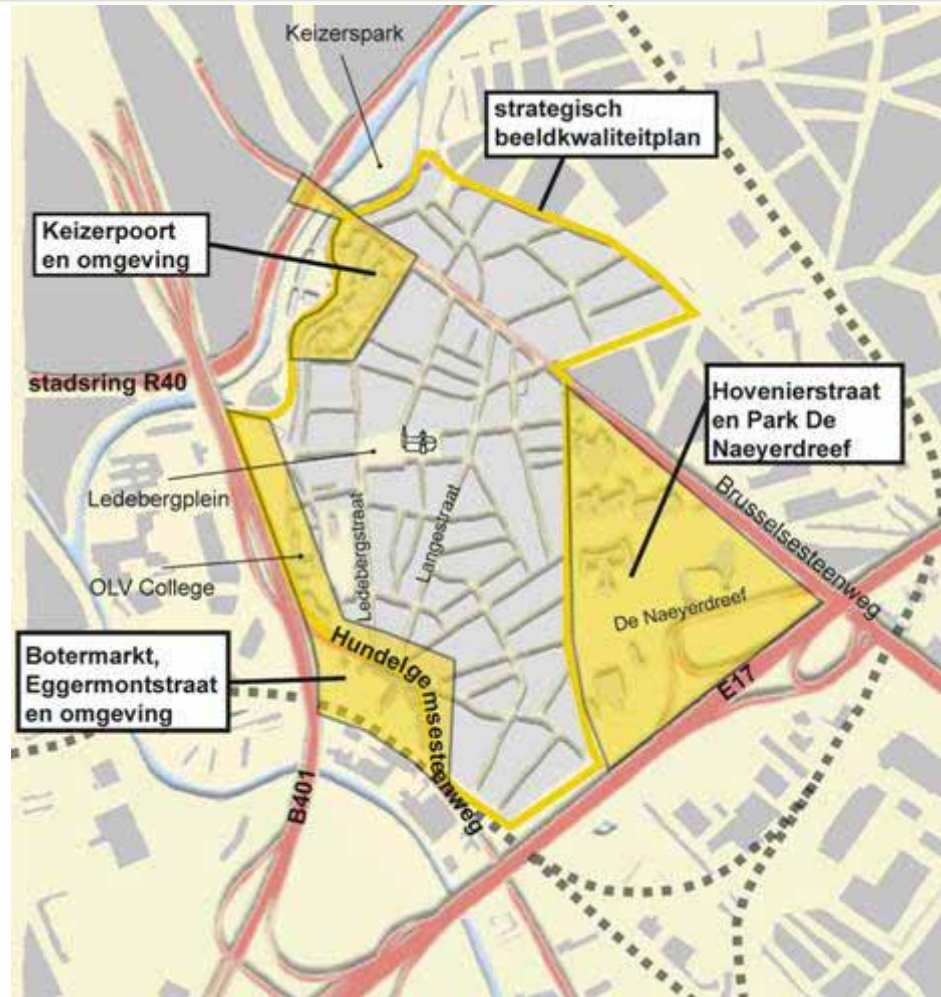 Keizerspark
strategisch
beeldkwaliteitplan
Keizerpoort
en omgeving
stadsring R40
Hovenierstraat
en Park De
Naeyerdreef
Ledebergplein
Ledebergstraat
Langestraat
Brusselsesteenweg
OLV College
De Naeyerdreef
Botermarkt,
Eggermontstraat
en omgeving
Hundelgemsesteenweg
E17
B401